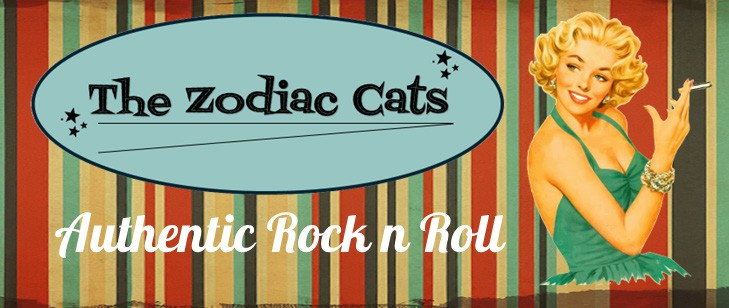 The Zodiac Cats
Authentic Rock n Roll